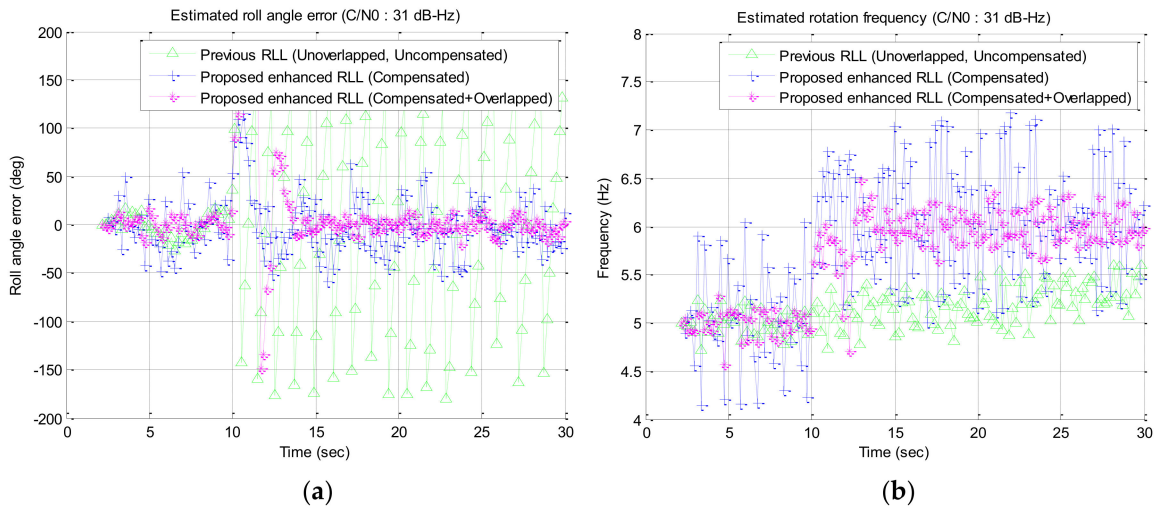 Estimated roll angle error (C/N0 : 31 dB-Hz)
200
150
100
50
0
-50
-100
-150
-200
Roll angle error (deg)
Previous RLL (Unoverlapped, Uncompensated)
Proposed enhanced RLL (Compensated)
Proposed enhanced RLL (Compensated+Overlapped)
0 5 10 15 20 25 30
Time (sec)
(a)
Estimated rotation frequency (C/N0 : 31 dB-Hz)
8
7.5
7
6.5
6
5.5
5
4.5
4
Frequency (Hz)
Previous RLL (Unoverlapped, Uncompensated)
Proposed enhanced RLL (Compensated)
Proposed enhanced RLL (Compensated+Overlapped)
0 5 10 15 20 25 30
Time (sec)
(b)